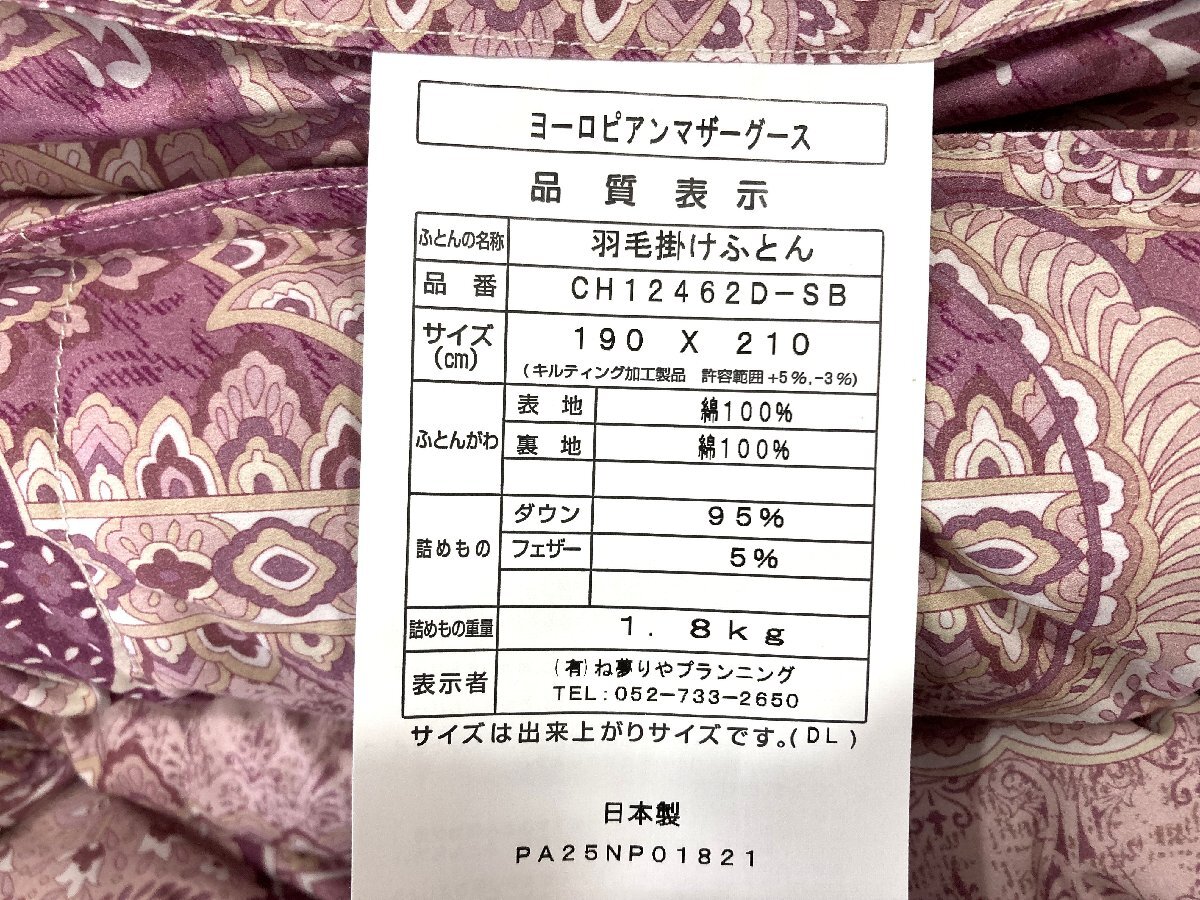 ヨーロピアンマザーグース
品質表示
ふとんの名称 羽毛掛けふとん
品番 CH12462D-SB
サイズ(cm) 190 X 210
(キルティング加工製品 許容範囲+5%,-3%)
ふとんがわ 表地 綿100%
裏地 綿100%
詰めもの ダウン 95%
フェザー 5%
詰めもの重量 1.8kg
表示者 (有)ね夢りやプランニング
TEL:052-733-2650
サイズは出来上がりサイズです。(DL)
日本製
PA25NP01821